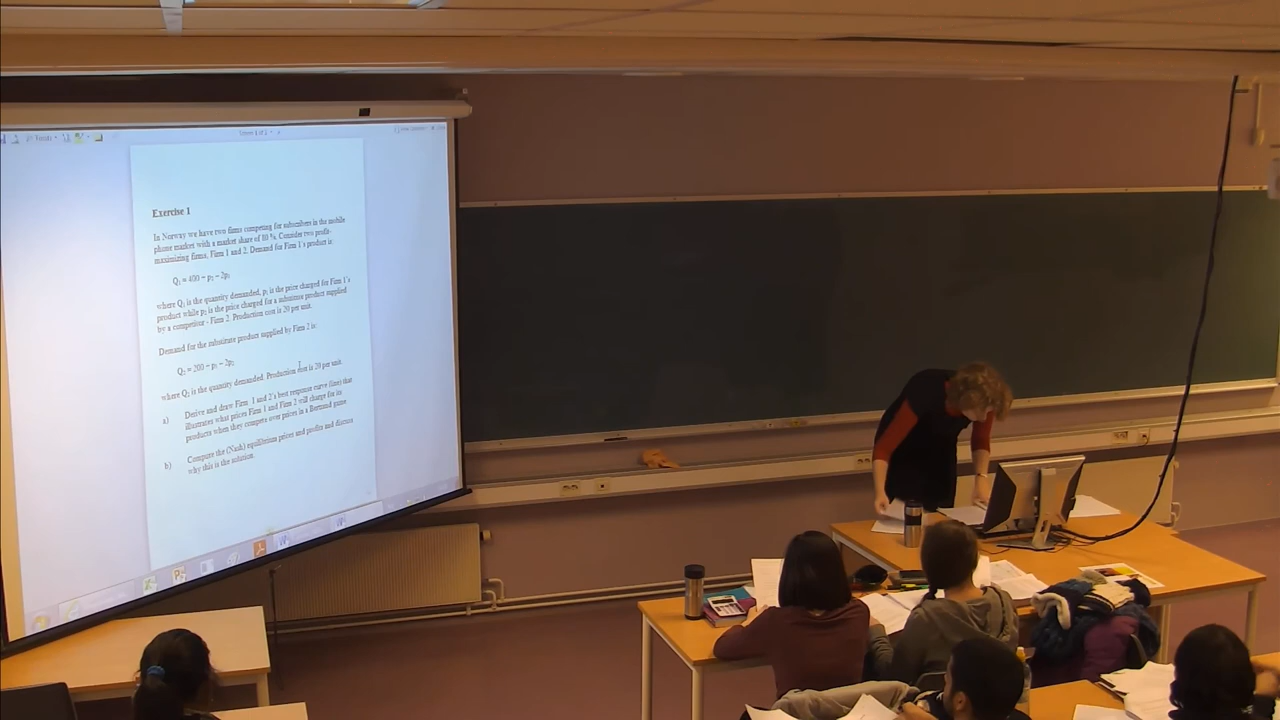 Exercise 1
In Norway we have two firms competing for subscribers in the mobile
phone market with a market share of 80 %. Consider two profit-
maximizing firms, Firm 1 and 2. Demand for Firm 1's product is:
Q₁ = 400 − p₂ − 2p₁
where Q₁ is the quantity demanded, p₁ is the price charged for Firm 1's
product while p₂ is the price charged for a substitute product supplied
by a competitor - Firm 2. Production cost is 20 per unit.
Demand for the substitute product supplied by Firm 2 is:
Q₂ = 200 − p₁ − 2p₂
where Q₂ is the quantity demanded. Production cost is 20 per unit.
a) Derive and draw Firm 1 and 2's best response curve (line) that
illustrates what prices Firm 1 and Firm 2 will charge for its
products when they compete over prices in a Bertrand game
b) Compute the (Nash) equilibrium prices and profits and discuss
why this is the solution.